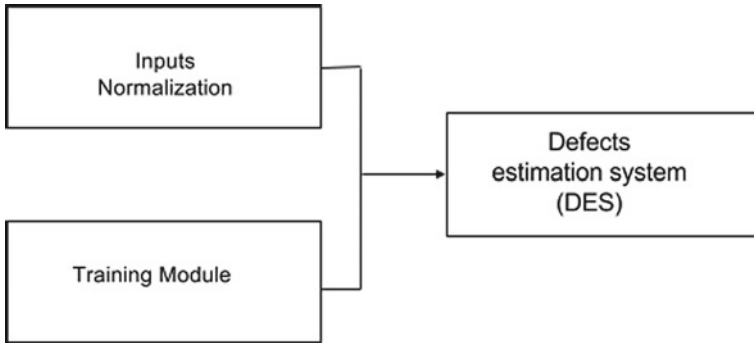 Inputs
Normalization
Defects
estimation system
(DES)
Training Module